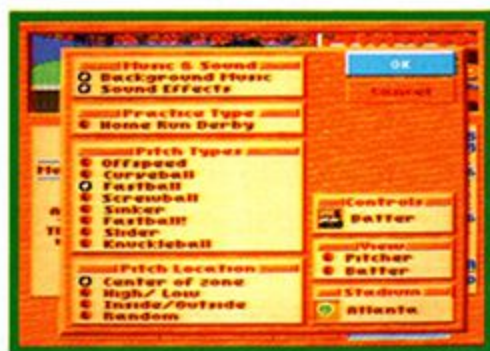 Music & Sound
Background Music
Sound Effects
Practice Type
Home Run Derby
Pitch Types
Offspeed
Curveball
Fastball
Screwball
Sinker
Fastball!
Slider
Knuckleball
Pitch Location
Center of zone
High/ Low
Inside/Outside
Random
OK
Cancel
Controls
Batter
View
Pitcher
Batter
Stadium
Atlanta